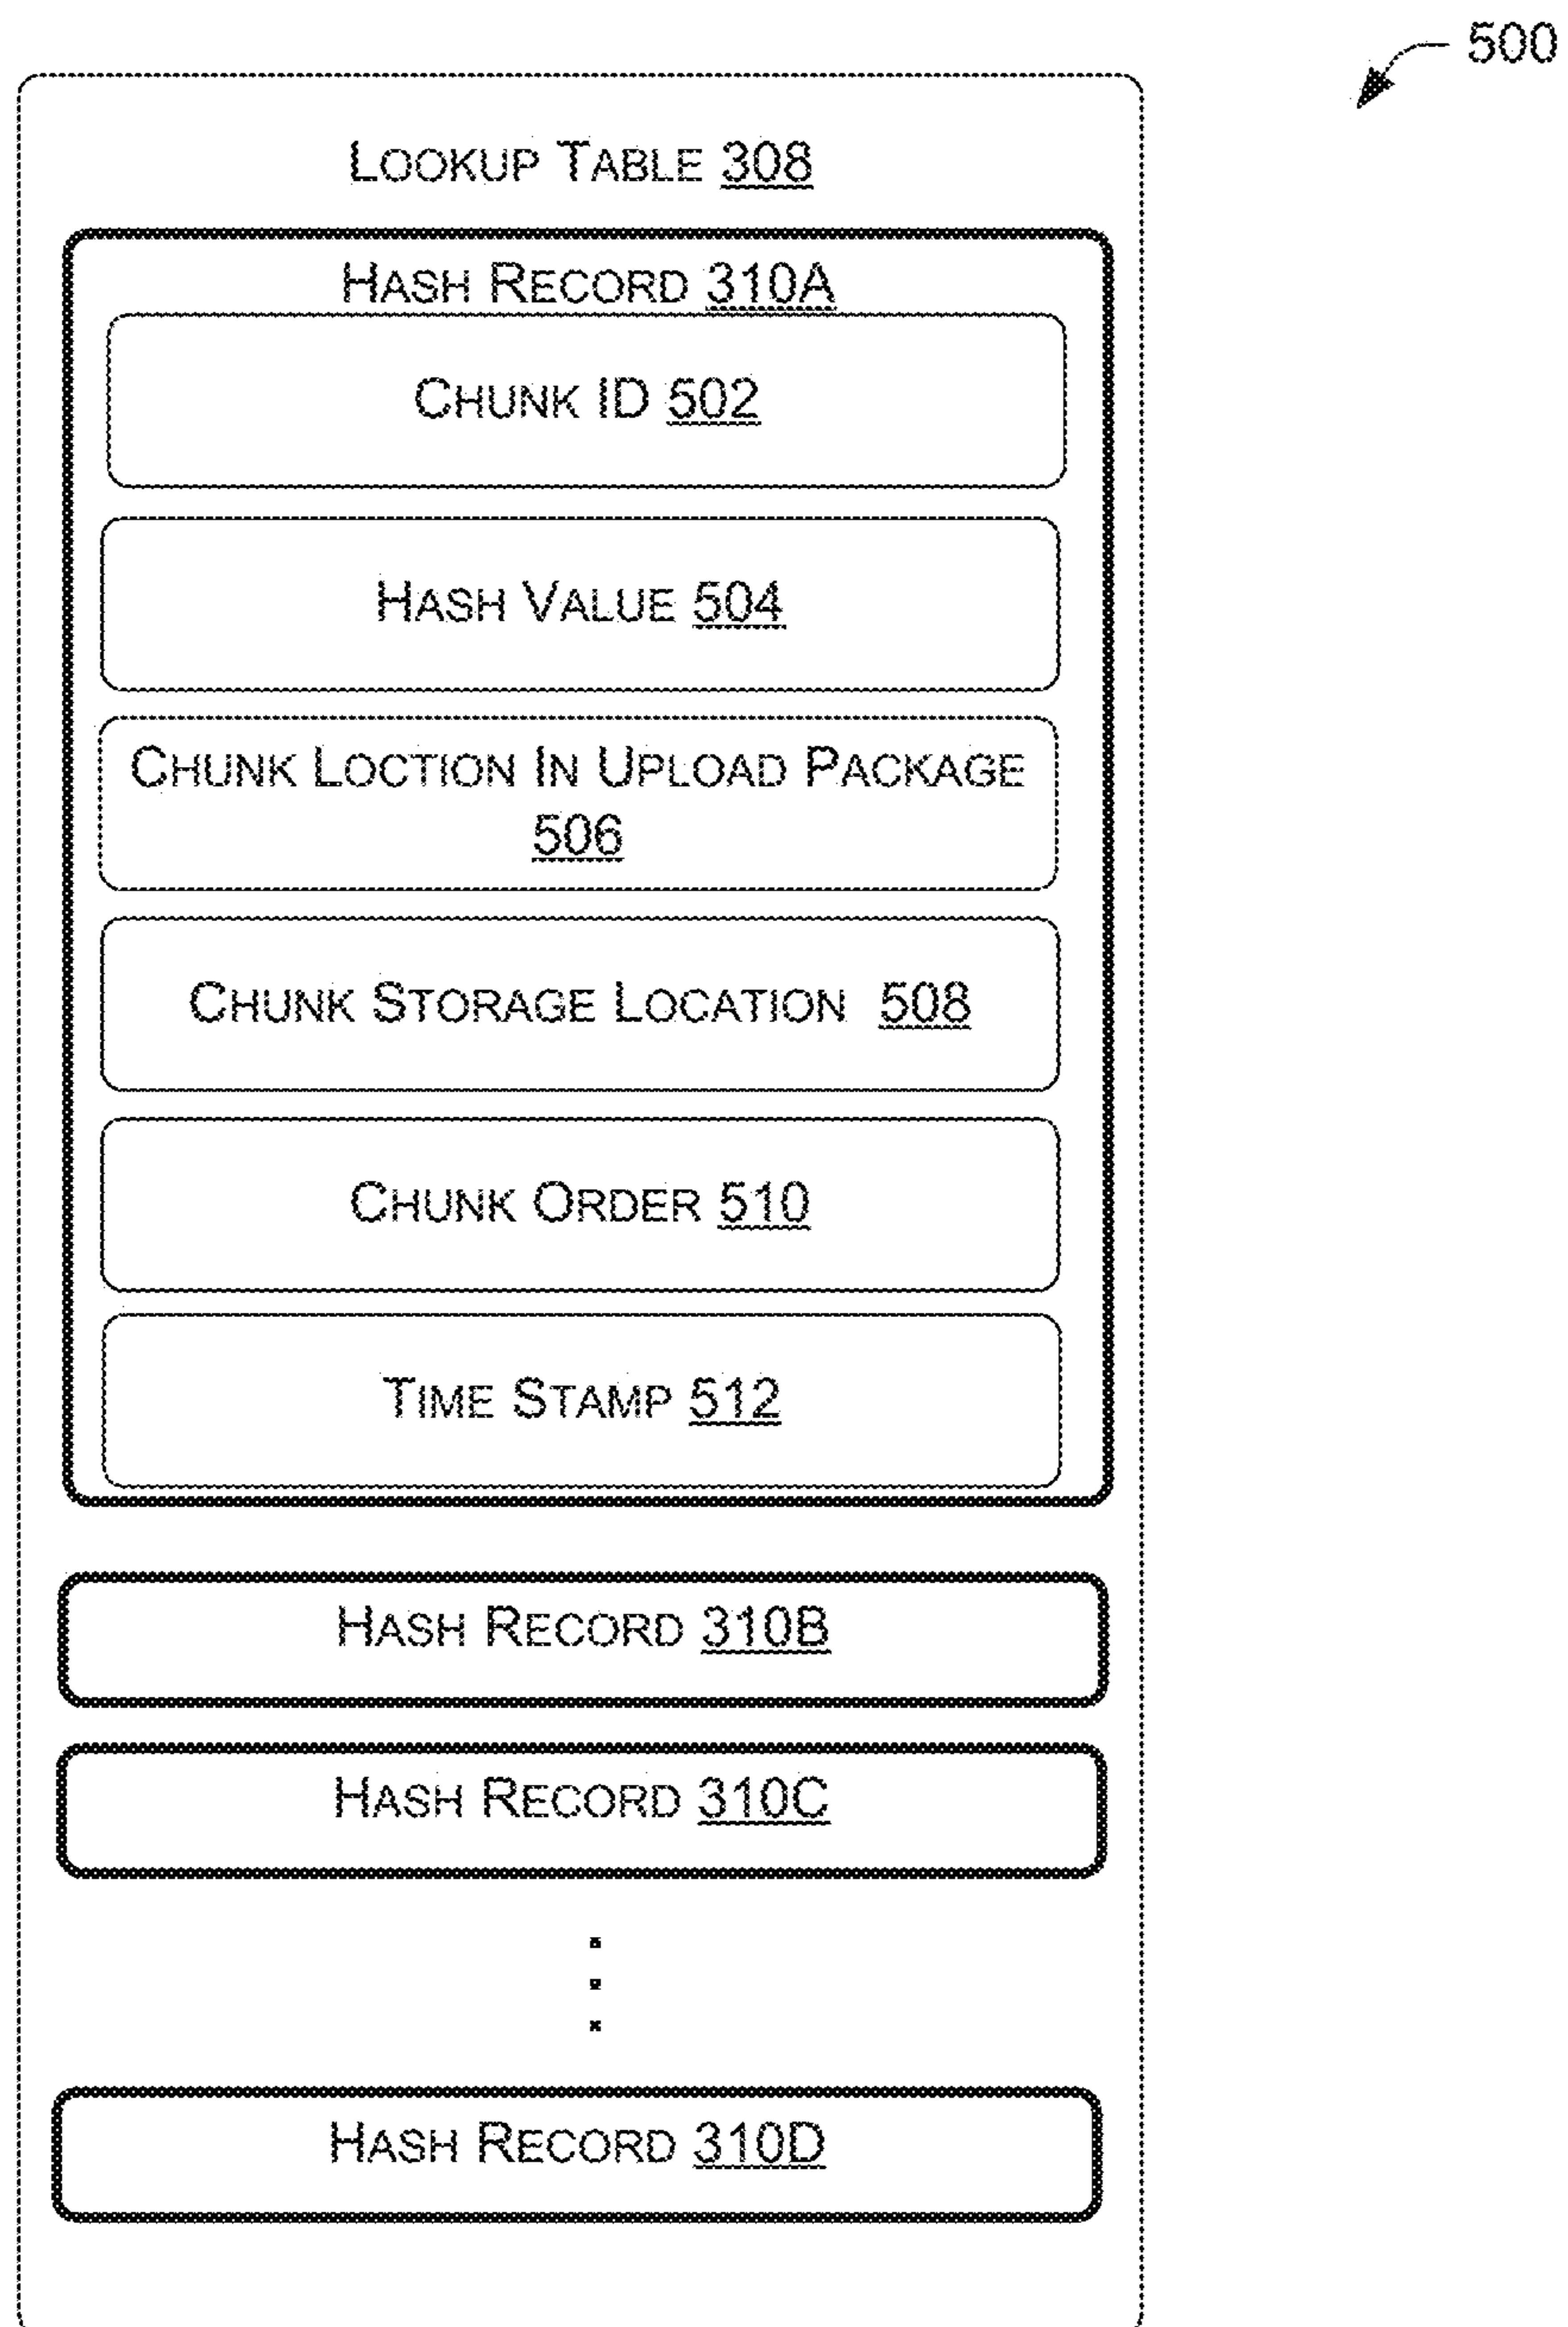 500
LOOKUP TABLE 308
HASH RECORD 310A
CHUNK ID 502
HASH VALUE 504
CHUNK LOCTION IN UPLOAD PACKAGE
506
CHUNK STORAGE LOCATION 508
CHUNK ORDER 510
TIME STAMP 512
HASH RECORD 310B
HASH RECORD 310C
HASH RECORD 310D